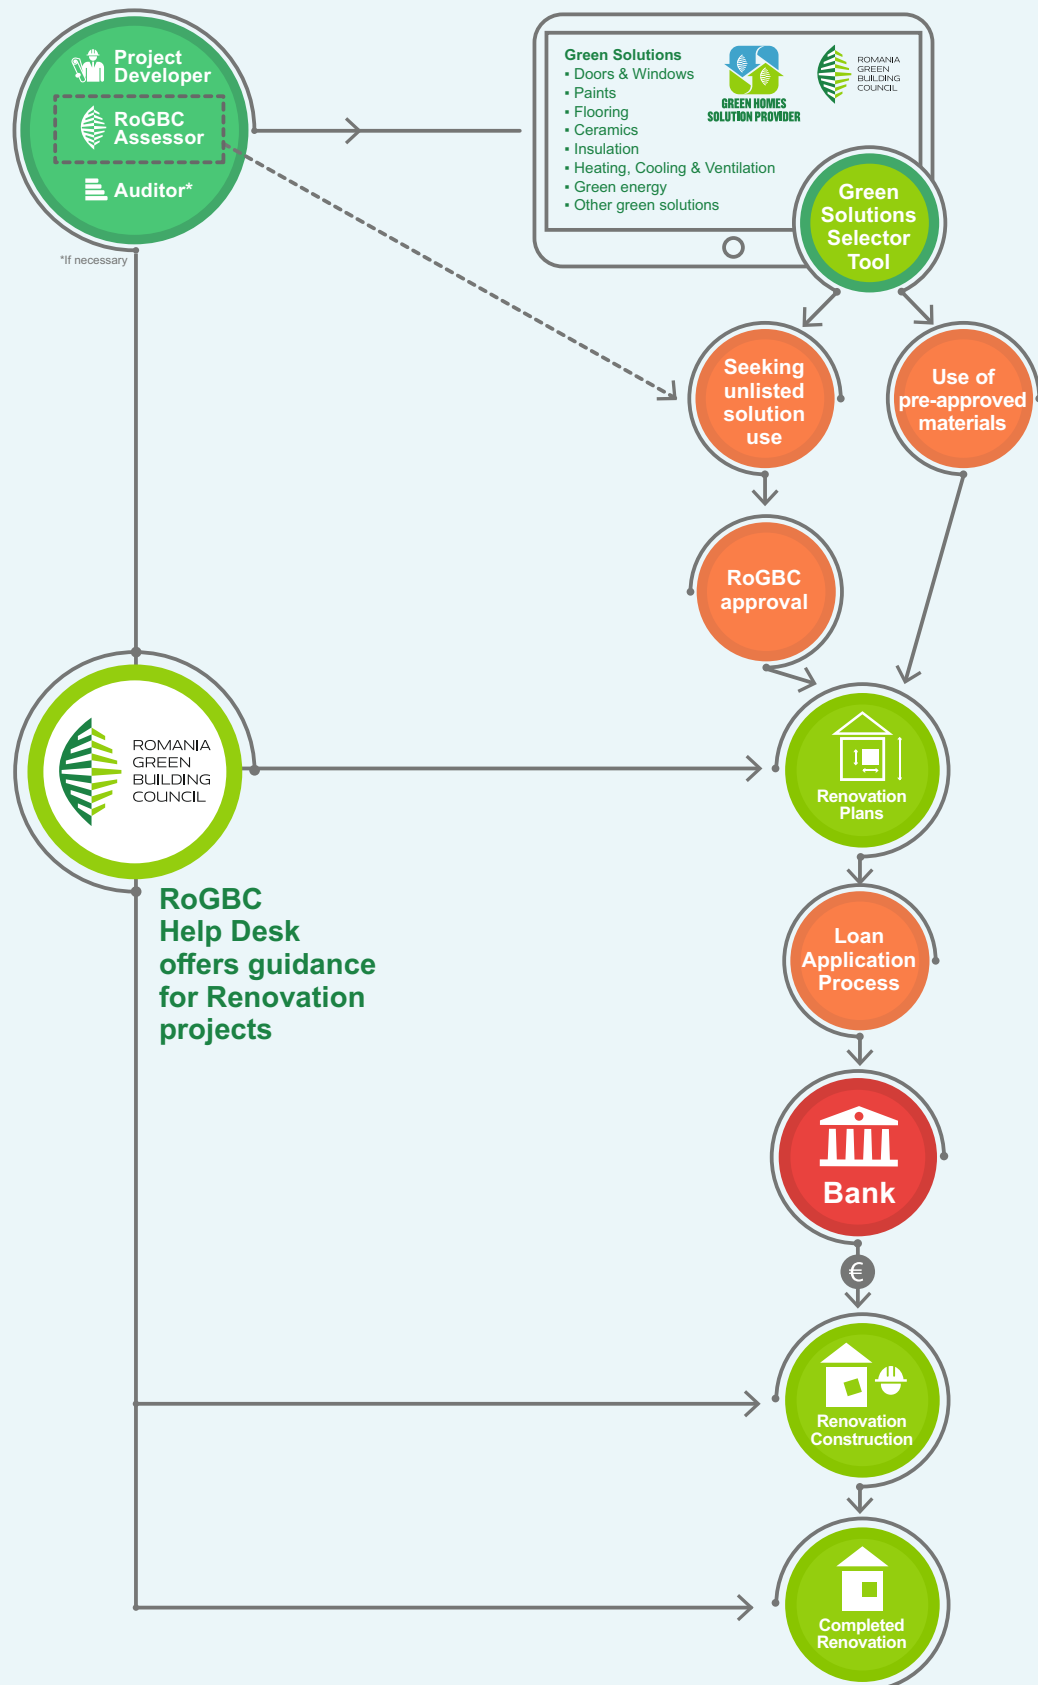 Project
Developer
RoGBC
Assessor
Auditor*
*If necessary
Green Solutions
▪ Doors & Windows
▪ Paints
▪ Flooring
▪ Ceramics
▪ Insulation
▪ Heating, Cooling & Ventilation
▪ Green energy
▪ Other green solutions
GREEN HOMES
SOLUTION PROVIDER
ROMANIA
GREEN
BUILDING
COUNCIL
Green
Solutions
Selector
Tool
Seeking
unlisted
solution
use
Use of
pre-approved
materials
RoGBC
approval
ROMANIA
GREEN
BUILDING
COUNCIL
Renovation
Plans
RoGBC
Help Desk
offers guidance
for Renovation
projects
Loan
Application
Process
Bank
€
Renovation
Construction
Completed
Renovation